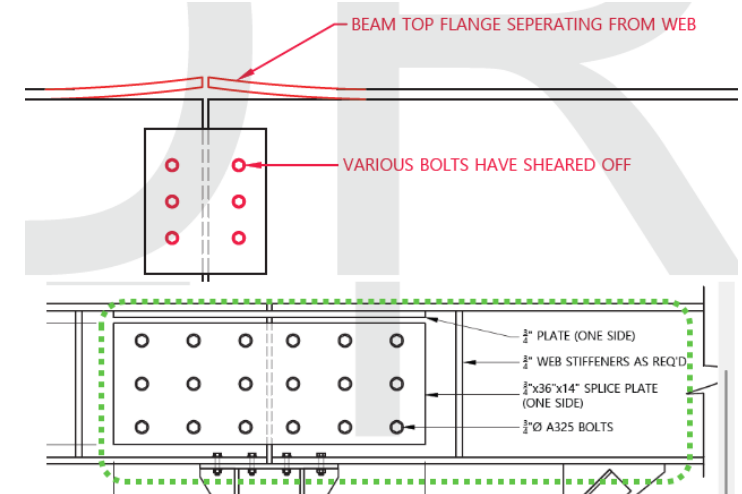 BEAM TOP FLANGE SEPERATING FROM WEB
VARIOUS BOLTS HAVE SHEARED OFF
3/4" PLATE (ONE SIDE)
3/4" WEB STIFFENERS AS REQ'D
3/4"x36"x14" SPLICE PLATE
(ONE SIDE)
3/4"Ø A325 BOLTS